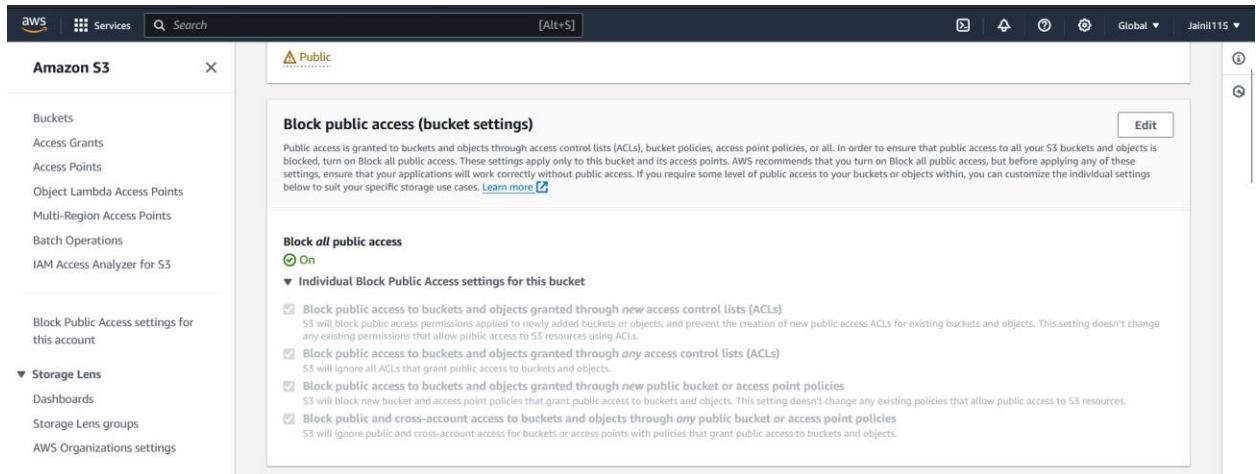 aws
Services
Search
[Alt+S]
Global
Jainil115
Amazon S3
Buckets
Access Grants
Access Points
Object Lambda Access Points
Multi-Region Access Points
Batch Operations
IAM Access Analyzer for S3
Block Public Access settings for
this account
Storage Lens
Dashboards
Storage Lens groups
AWS Organizations settings
Public
Block public access (bucket settings)
Edit
Public access is granted to buckets and objects through access control lists (ACLs), bucket policies, access point policies, or all. In order to ensure that public access to all your S3 buckets and objects is
blocked, turn on Block all public access. These settings apply only to this bucket and its access points. AWS recommends that you turn on Block all public access, but before applying any of these
settings, ensure that your applications will work correctly without public access. If you require some level of public access to your buckets or objects within, you can customize the individual settings
below to suit your specific storage use cases. Learn more
Block all public access
On
Individual Block Public Access settings for this bucket
Block public access to buckets and objects granted through new access control lists (ACLs)
S3 will block public access permissions applied to newly added buckets or objects, and prevent the creation of new public access ACLs for existing buckets and objects. This setting doesn't change
any existing permissions that allow public access to S3 resources using ACLs.
Block public access to buckets and objects granted through any access control lists (ACLs)
S3 will ignore all ACLs that grant public access to buckets and objects.
Block public access to buckets and objects granted through new public bucket or access point policies
S3 will block new bucket and access point policies that grant public access to buckets and objects. This setting doesn't change any existing policies that allow public access to S3 resources.
Block public and cross-account access to buckets and objects through any public bucket or access point policies
S3 will ignore public and cross-account access for buckets or access points with policies that grant public access to buckets and objects.